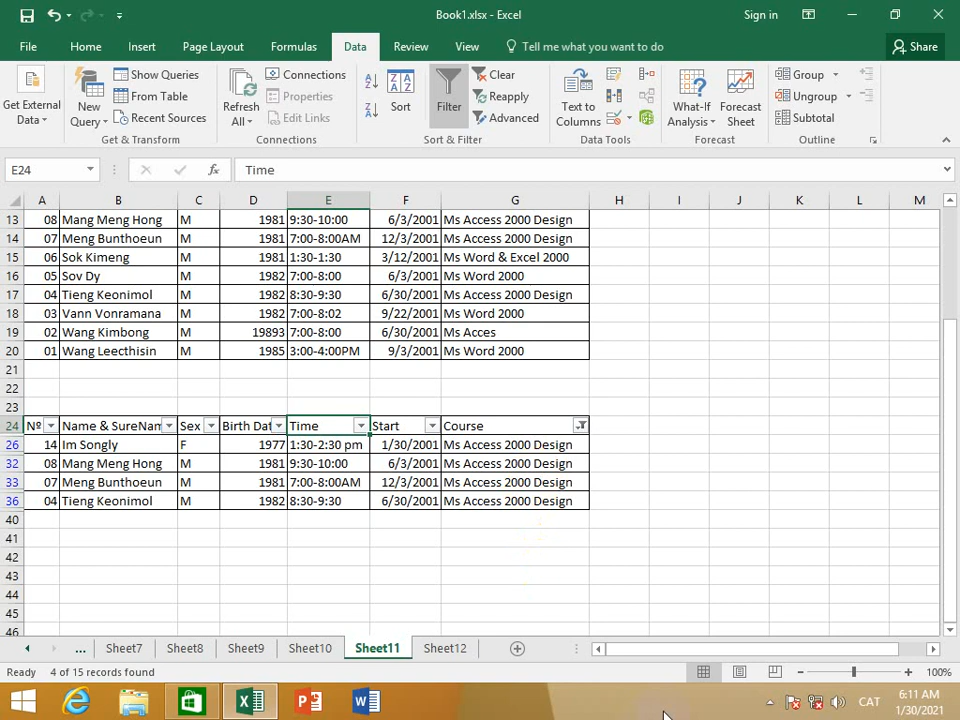 Book1.xlsx - Excel
Sign in
File Home Insert Page Layout Formulas Data Review View Tell me what you want to do Share
Get External Data
New Query
Show Queries
From Table
Recent Sources
Get & Transform
Refresh All
Connections
Properties
Edit Links
Connections
Sort
Filter
Clear
Reapply
Advanced
Sort & Filter
Text to Columns
Data Tools
What-If Analysis
Forecast Sheet
Forecast
Group
Ungroup
Subtotal
Outline
E24 fx Time
A B C D E F G H I J K L M
13 08 Mang Meng Hong M 1981 9:30-10:00 6/3/2001 Ms Access 2000 Design
14 07 Meng Bunthoeun M 1981 7:00-8:00AM 12/3/2001 Ms Access 2000 Design
15 06 Sok Kimeng M 1981 1:30-1:30 3/12/2001 Ms Word & Excel 2000
16 05 Sov Dy M 1982 7:00-8:00 6/3/2001 Ms Word 2000
17 04 Tieng Keonimol M 1982 8:30-9:30 6/30/2001 Ms Access 2000 Design
18 03 Vann Vonramana M 1982 7:00-8:02 9/22/2001 Ms Word 2000
19 02 Wang Kimbong M 19893 7:00-8:00 6/30/2001 Ms Acces
20 01 Wang Leecthisin M 1985 3:00-4:00PM 9/3/2001 Ms Word 2000
21
22
23
24 Nº Name & SureNam Sex Birth Dat Time Start Course
26 14 Im Songly F 1977 1:30-2:30 pm 1/30/2001 Ms Access 2000 Design
32 08 Mang Meng Hong M 1981 9:30-10:00 6/3/2001 Ms Access 2000 Design
33 07 Meng Bunthoeun M 1981 7:00-8:00AM 12/3/2001 Ms Access 2000 Design
36 04 Tieng Keonimol M 1982 8:30-9:30 6/30/2001 Ms Access 2000 Design
40
41
42
43
44
45
46
... Sheet7 Sheet8 Sheet9 Sheet10 Sheet11 Sheet12
Ready 4 of 15 records found 100%
CAT
6:11 AM
1/30/2021